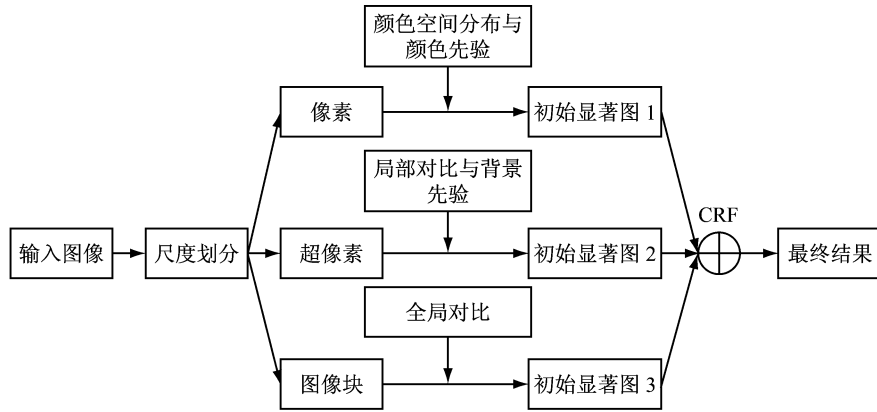 颜色空间分布与
颜色先验
像素
初始显著图 1
局部对比与背景
先验
CRF
输入图像
尺度划分
超像素
初始显著图 2
最终结果
全局对比
图像块
初始显著图 3